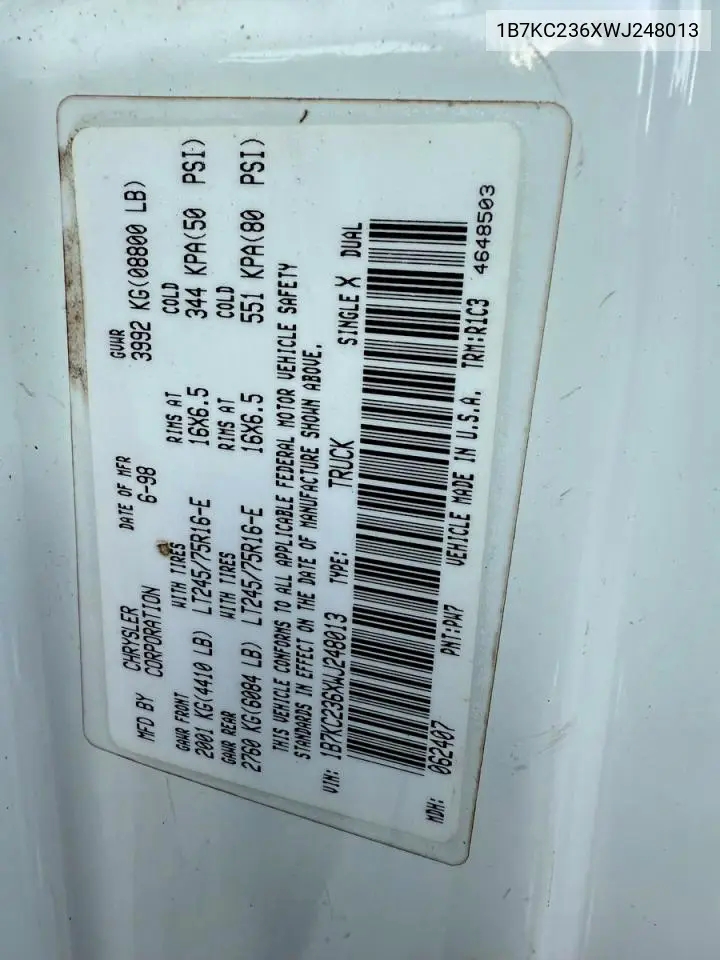 1B7KC236XWJ248013
MFD BY CHRYSLER CORPORATION DATE OF MFR 6-98 GVWR 3992 KG(08800 LB)
GAWR FRONT WITH TIRES RIMS AT COLD
2001 KG(4410 LB) LT245/75R16-E 16X6.5 344 KPA(50 PSI)
GAWR REAR WITH TIRES RIMS AT COLD
2760 KG(6084 LB) LT245/75R16-E 16X6.5 551 KPA(80 PSI)
THIS VEHICLE CONFORMS TO ALL APPLICABLE FEDERAL MOTOR VEHICLE SAFETY
STANDARDS IN EFFECT ON THE DATE OF MANUFACTURE SHOWN ABOVE.
VIN: 1B7KC236XWJ248013 TYPE: TRUCK SINGLE X DUAL
MDH: 062407 PNT:PW7 VEHICLE MADE IN U.S.A. TRM:R1C3 4648503